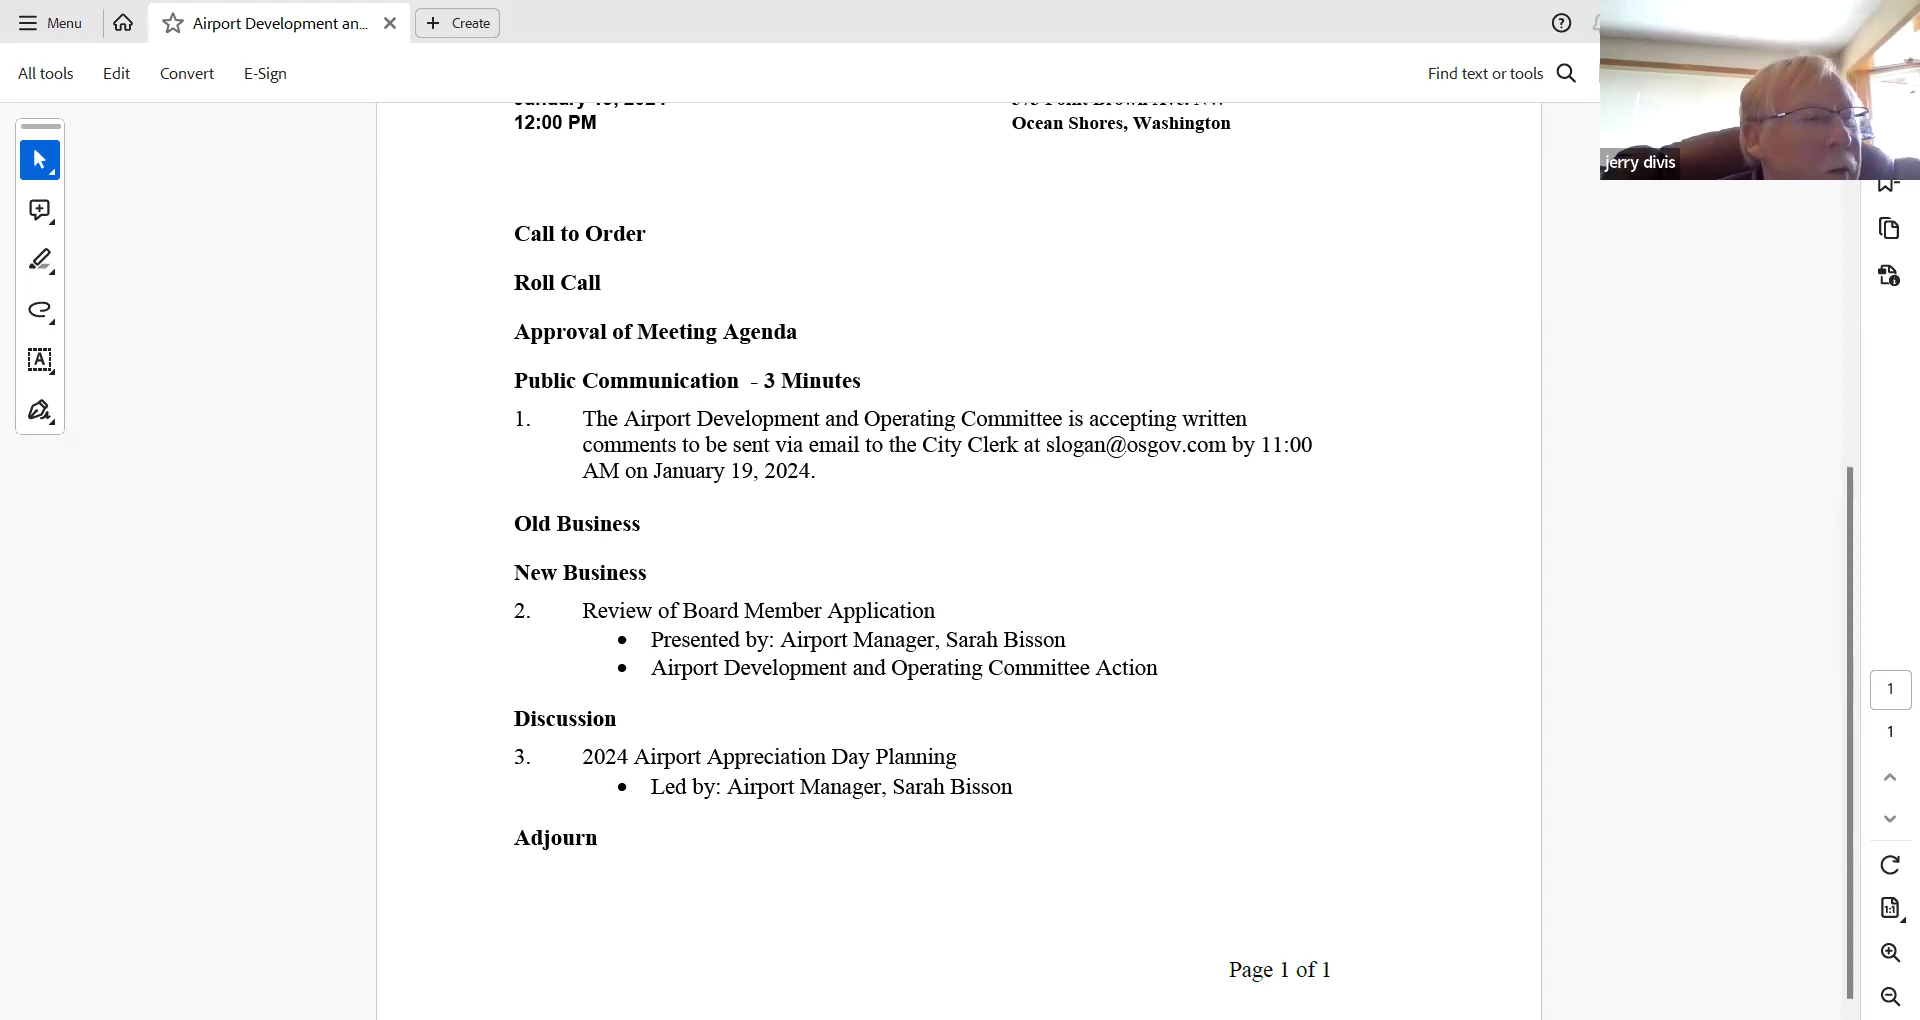 Menu
Airport Development an...
Create
All tools
Edit
Convert
E-Sign
Find text or tools
jerry divis
12:00 PM
Ocean Shores, Washington
Call to Order
Roll Call
Approval of Meeting Agenda
Public Communication - 3 Minutes
1. The Airport Development and Operating Committee is accepting written
comments to be sent via email to the City Clerk at slogan@osgov.com by 11:00
AM on January 19, 2024.
Old Business
New Business
2. Review of Board Member Application
• Presented by: Airport Manager, Sarah Bisson
• Airport Development and Operating Committee Action
Discussion
3. 2024 Airport Appreciation Day Planning
• Led by: Airport Manager, Sarah Bisson
Adjourn
Page 1 of 1
1
1